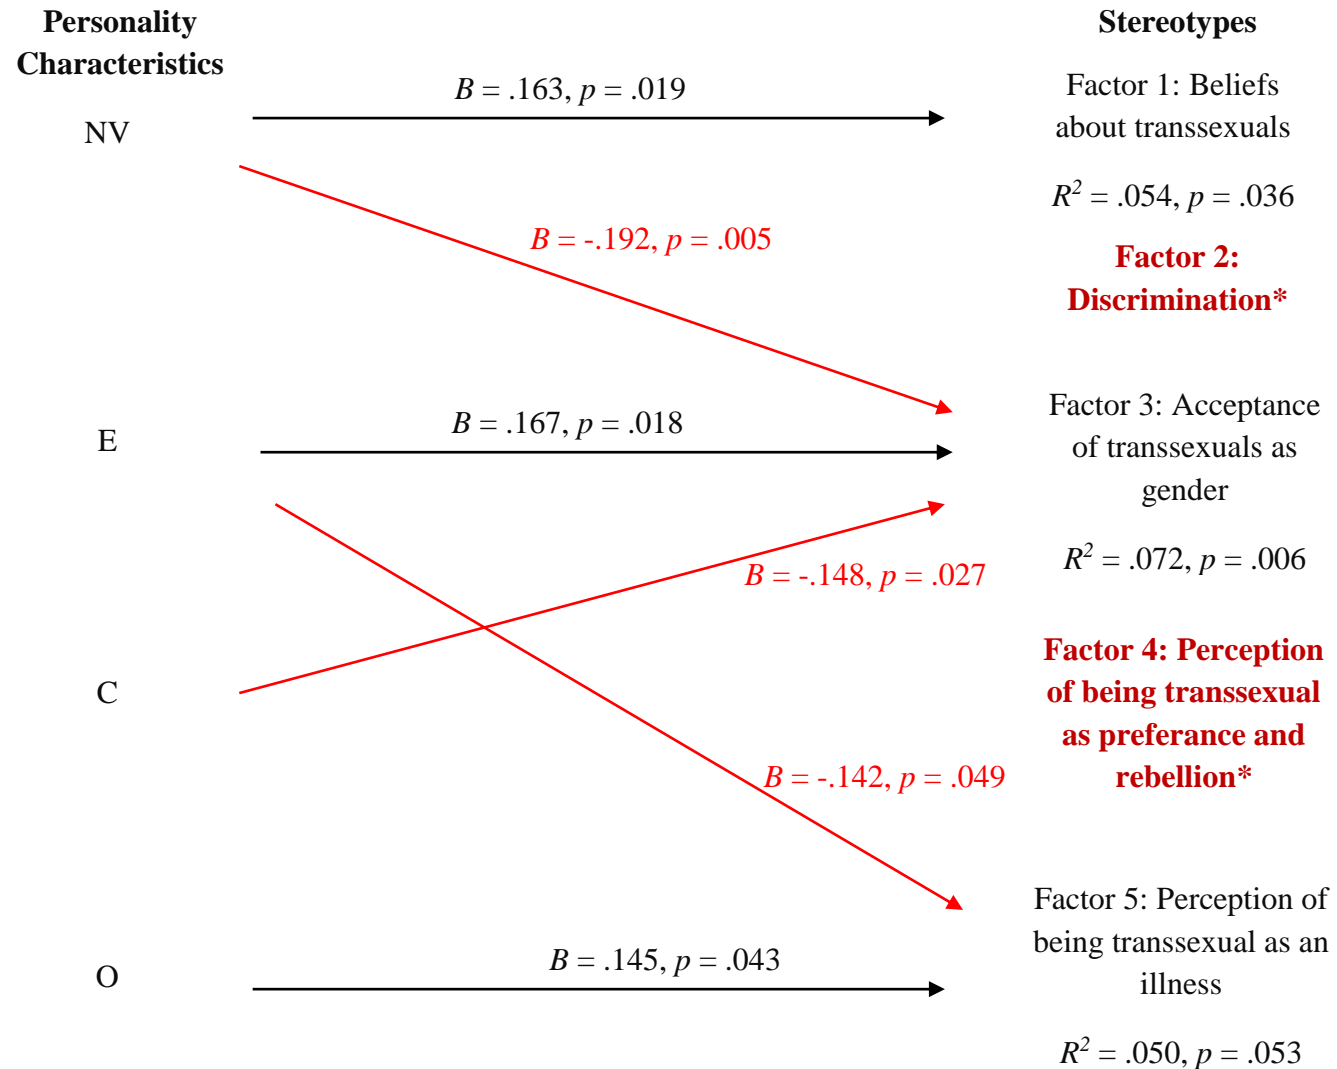 Personality
Characteristics
Stereotypes
NV
B = .163, p = .019
Factor 1: Beliefs
about transsexuals
R² = .054, p = .036
B = -.192, p = .005
Factor 2:
Discrimination*
E
B = .167, p = .018
Factor 3: Acceptance
of transsexuals as
gender
R² = .072, p = .006
B = -.148, p = .027
C
Factor 4: Perception
of being transsexual
as preferance and
rebellion*
B = -.142, p = .049
O
B = .145, p = .043
Factor 5: Perception of
being transsexual as an
illness
R² = .050, p = .053